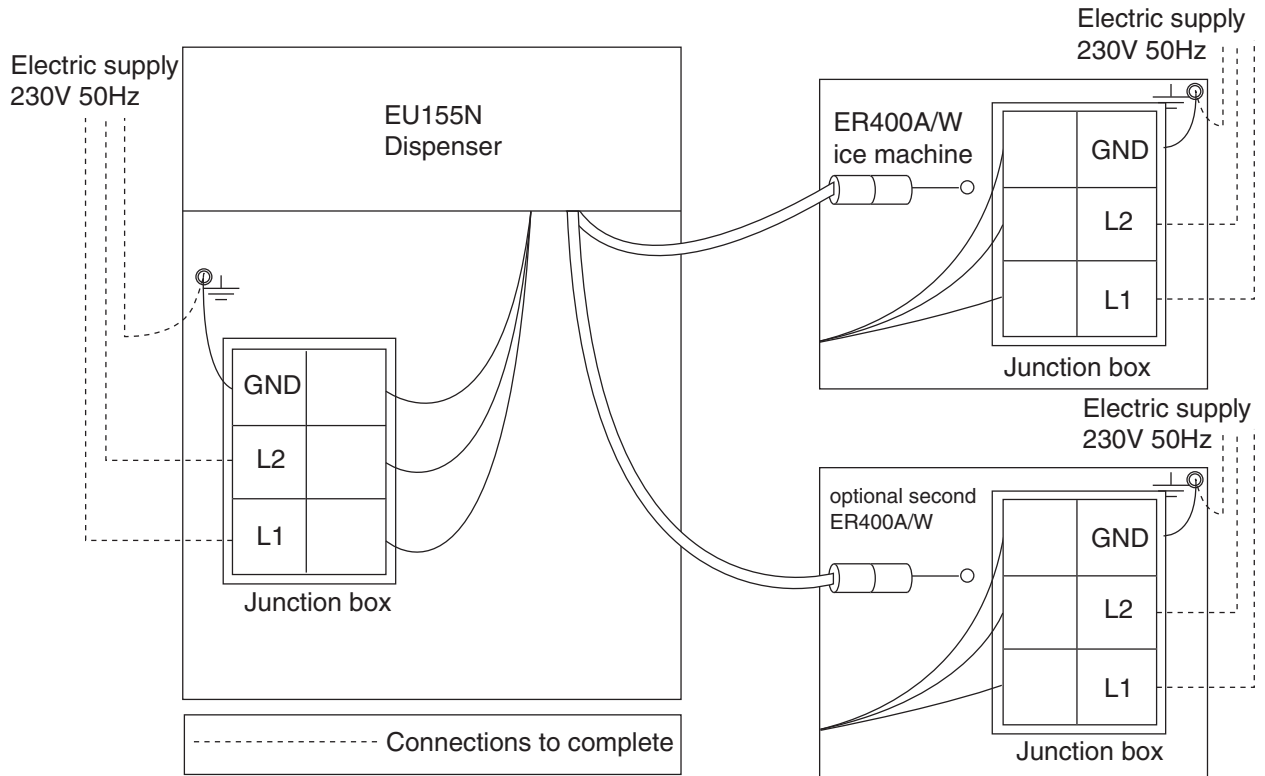 Electric supply
230V 50Hz
EU155N
Dispenser
GND
L2
L1
Junction box
Connections to complete
Electric supply
230V 50Hz
ER400A/W
ice machine
GND
L2
L1
Junction box
Electric supply
230V 50Hz
optional second
ER400A/W
GND
L2
L1
Junction box